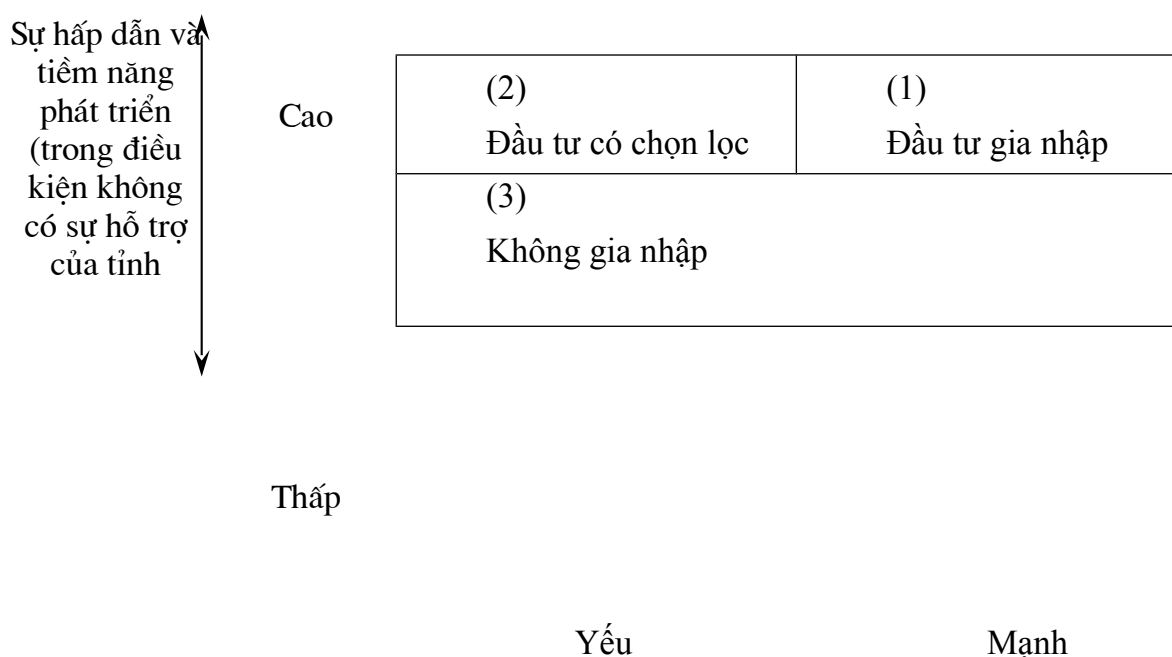 Sự hấp dẫn và
tiềm năng
phát triển
(trong điều
kiện không
có sự hỗ trợ
của tỉnh
Cao
(2)
Đầu tư có chọn lọc
(1)
Đầu tư gia nhập
(3)
Không gia nhập
Thấp
Yếu
Mạnh